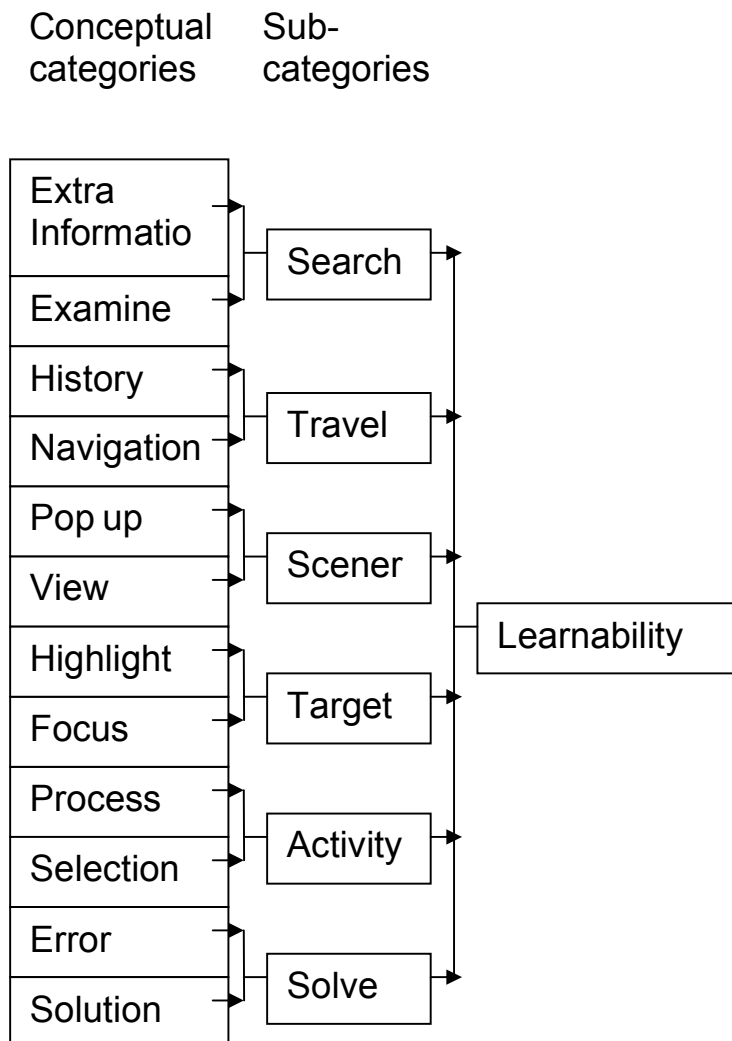 Conceptual
categories
Sub-
categories
Extra
Informatio
Examine
History
Navigation
Pop up
View
Highlight
Focus
Process
Selection
Error
Solution
Search
Travel
Scener
Target
Activity
Solve
Learnability